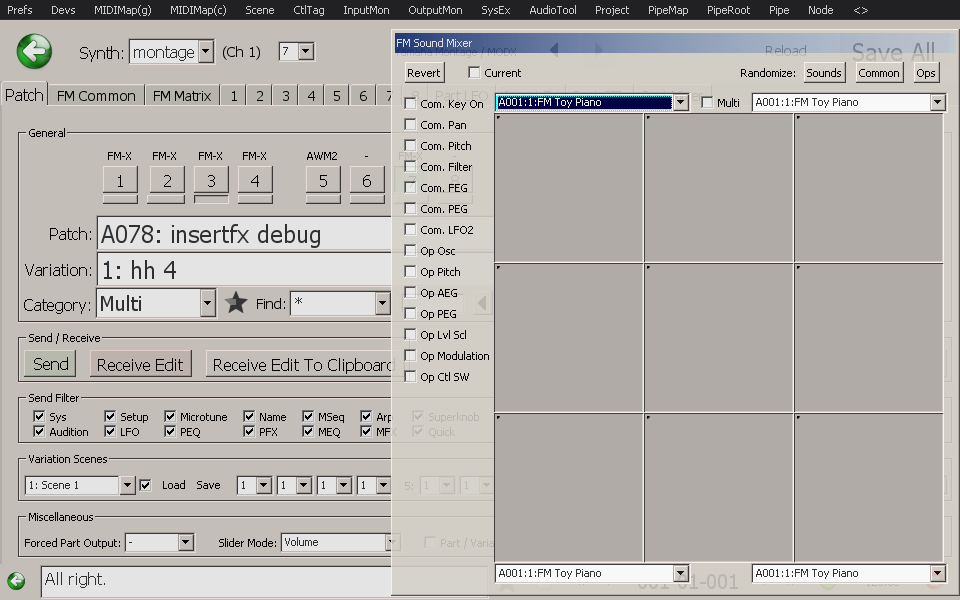 Prefs Devs MIDIMap(g) MIDIMap(c) Scene CtlTag InputMon OutputMon SysEx AudioTool Project PipeMap PipeRoot Pipe Node <>
Synth: montage (Ch 1) 7
Reload Save All
FM Sound Mixer
Revert Current Randomize: Sounds Common Ops
Patch FM Common FM Matrix 1 2 3 4 5 6 7
Com. Key On A001:1:FM Toy Piano Multi A001:1:FM Toy Piano
Com. Pan
Com. Pitch
Com. Filter
Com. FEG
Com. PEG
Com. LFO2
Op Osc
Op Pitch
Op AEG
Op PEG
Op Lvl Scl
Op Modulation
Op Ctl SW
A001:1:FM Toy Piano A001:1:FM Toy Piano
General
FM-X FM-X FM-X FM-X AWM2 -
1 2 3 4 5 6
Patch: A078: insertfx debug
Variation: 1: hh 4
Category: Multi Find: *
Send / Receive
Send Receive Edit Receive Edit To Clipboard
Send Filter
Sys Setup Microtune Name MSeq Arp Superknob
Audition LFO PEQ PFX MEQ MF Quick
Variation Scenes
1: Scene 1 Load Save 1 1 1 1 5: 1 1
Miscellaneous
Forced Part Output: - Slider Mode: Volume Part / Varia
All right. 001-01-001